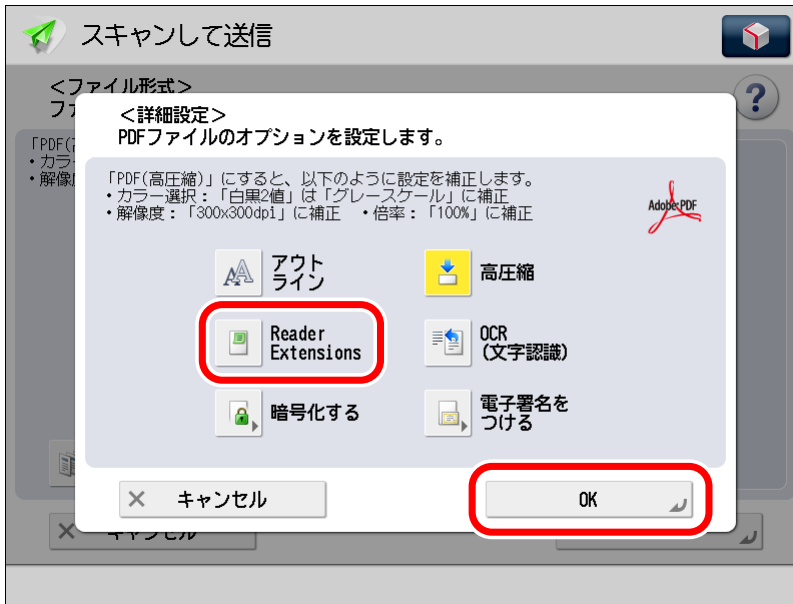 スキャンして送信
<ファイル形式>
ファ
「PDF(高
・カラー
・解像度
<詳細設定>
PDFファイルのオプションを設定します。
「PDF(高圧縮)」にすると、以下のように設定を補正します。
・カラー選択:「白黒2値」は「グレースケール」に補正
・解像度:「300x300dpi」に補正 ・倍率:「100%」に補正
Adobe PDF
アウト
ライン
高圧縮
Reader
Extensions
OCR
(文字認識)
暗号化する
電子署名を
つける
× キャンセル
OK
× キャンセル
?